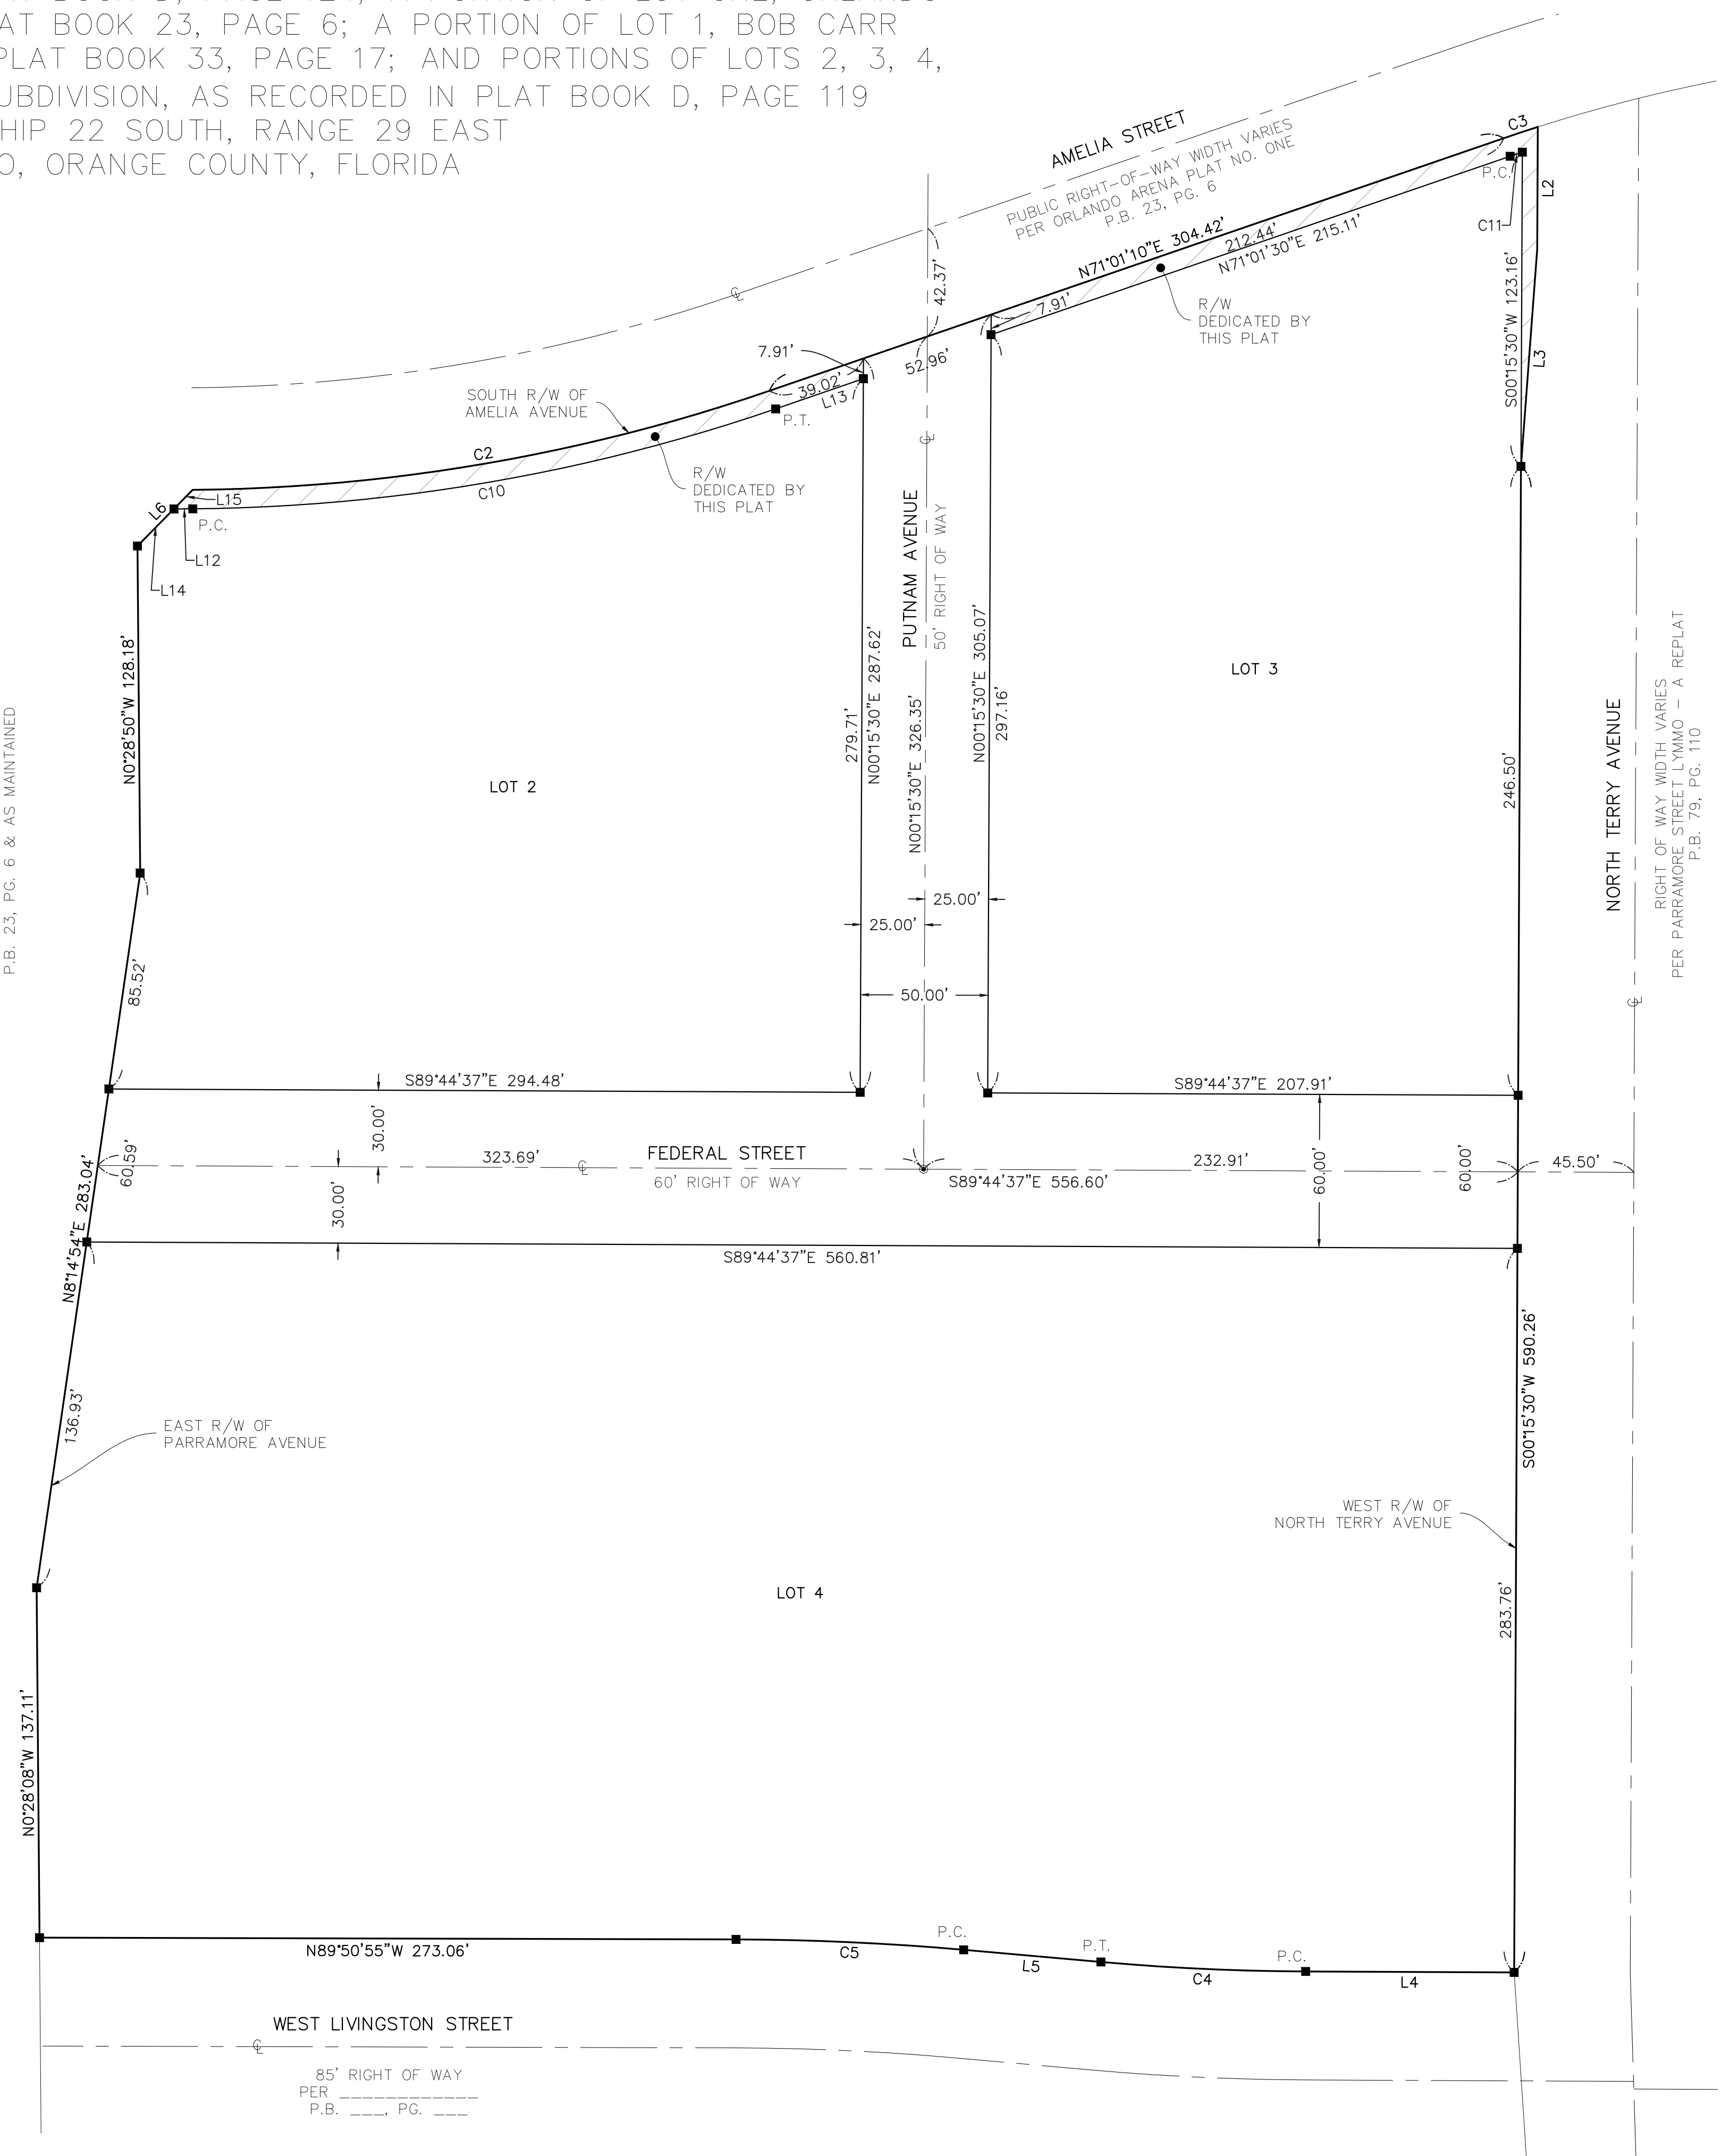 AT BOOK 23, PAGE 6; A PORTION OF LOT 1, BOB CARR
PLAT BOOK 33, PAGE 17; AND PORTIONS OF LOTS 2, 3, 4,
UBDIVISION, AS RECORDED IN PLAT BOOK D, PAGE 119
HIP 22 SOUTH, RANGE 29 EAST
O, ORANGE COUNTY, FLORIDA
AMELIA STREET
PUBLIC RIGHT-OF-WAY WIDTH VARIES
PER ORLANDO ARENA PLAT NO. ONE
P.B. 23, PG. 6
C3
P.C.
L2
C11
N71°01'10"E 304.42'
212.44'
N71°01'30"E 215.11'
42.37'
7.91'
R/W
DEDICATED BY
THIS PLAT
S00°15'30"W 123.16'
L3
7.91'
52.96'
39.02'
L13
P.T.
SOUTH R/W OF
AMELIA AVENUE
C2
C10
R/W
DEDICATED BY
THIS PLAT
L6
L15
P.C.
L12
L14
PUTNAM AVENUE
50' RIGHT OF WAY
N0°28'50"W 128.18'
N00°15'30"E 287.62'
279.71'
N00°15'30"E 326.35'
N00°15'30"E 305.07'
297.16'
LOT 3
LOT 2
246.50'
NORTH TERRY AVENUE
RIGHT OF WAY WIDTH VARIES
PER PARRAMORE STREET LYMMO - A REPLAT
P.B. 79, PG. 110
P.B. 23, PG. 6 & AS MAINTAINED
25.00'
25.00'
50.00'
85.52'
S89°44'37"E 294.48'
S89°44'37"E 207.91'
30.00'
60.59'
323.69'
FEDERAL STREET
60' RIGHT OF WAY
232.91'
S89°44'37"E 556.60'
60.00'
60.00'
45.50'
30.00'
N8°14'54"E 283.04'
S89°44'37"E 560.81'
S00°15'30"W 590.26'
136.93'
EAST R/W OF
PARRAMORE AVENUE
WEST R/W OF
NORTH TERRY AVENUE
LOT 4
283.76'
N0°28'08"W 137.11'
N89°50'55"W 273.06'
C5
P.C.
L5
P.T.
C4
P.C.
L4
WEST LIVINGSTON STREET
85' RIGHT OF WAY
PER ____________
P.B. ___, PG. ___